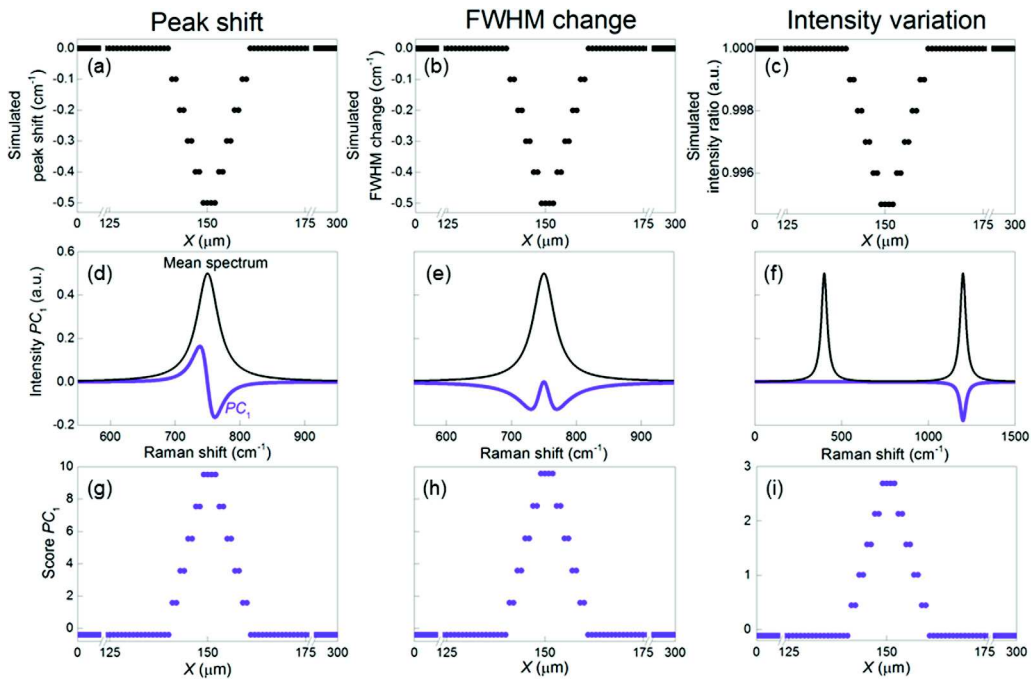 Peak shift
FWHM change
Intensity variation
(a)
Simulated
peak shift (cm-1)
0.0
-0.1
-0.2
-0.3
-0.4
-0.5
0 125 150 175 300
X (μm)
(b)
Simulated
FWHM change (cm-1)
0.0
-0.1
-0.2
-0.3
-0.4
-0.5
0 125 150 175 300
X (μm)
(c)
Simulated
intensity ratio (a.u.)
1.000
0.998
0.996
0 125 150 175 300
X (μm)
(d)
Mean spectrum
PC1
Intensity PC1 (a.u.)
0.6
0.4
0.2
0.0
-0.2
600 700 800 900
Raman shift (cm-1)
(e)
600 700 800 900
Raman shift (cm-1)
(f)
0 500 1000 1500
Raman shift (cm-1)
(g)
Score PC1
10
8
6
4
2
0
0 125 150 175 300
X (μm)
(h)
0 125 150 175 300
X (μm)
(i)
3
2
1
0
0 125 150 175 300
X (μm)